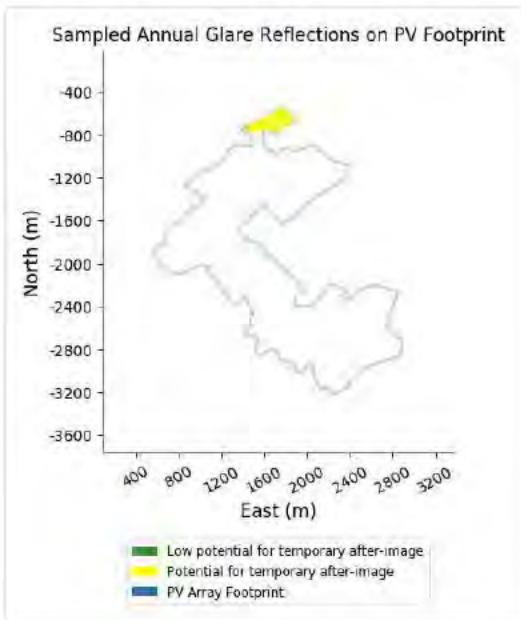 Sampled Annual Glare Reflections on PV Footprint
-400
-800
-1200
-1600
-2000
-2400
-2800
-3200
-3600
North (m)
400
800
1200
1600
2000
2400
2800
3200
East (m)
Low potential for temporary after-image
Potential for temporary after-image
PV Array Footprint